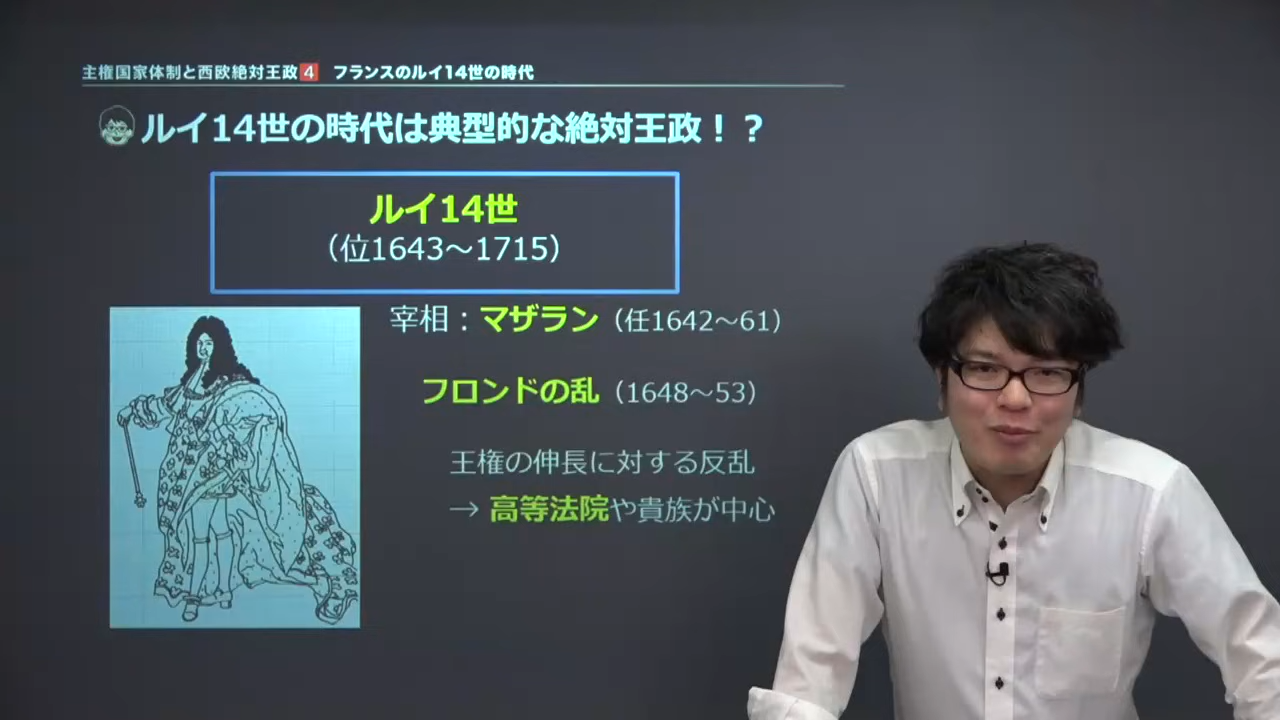 主権国家体制と西欧絶対王政4 フランスのルイ14世の時代
ルイ14世の時代は典型的な絶対王政！？
ルイ14世
（位1643～1715）
宰相：マザラン（任1642～61）
フロンドの乱（1648～53）
王権の伸長に対する反乱
→ 高等法院や貴族が中心